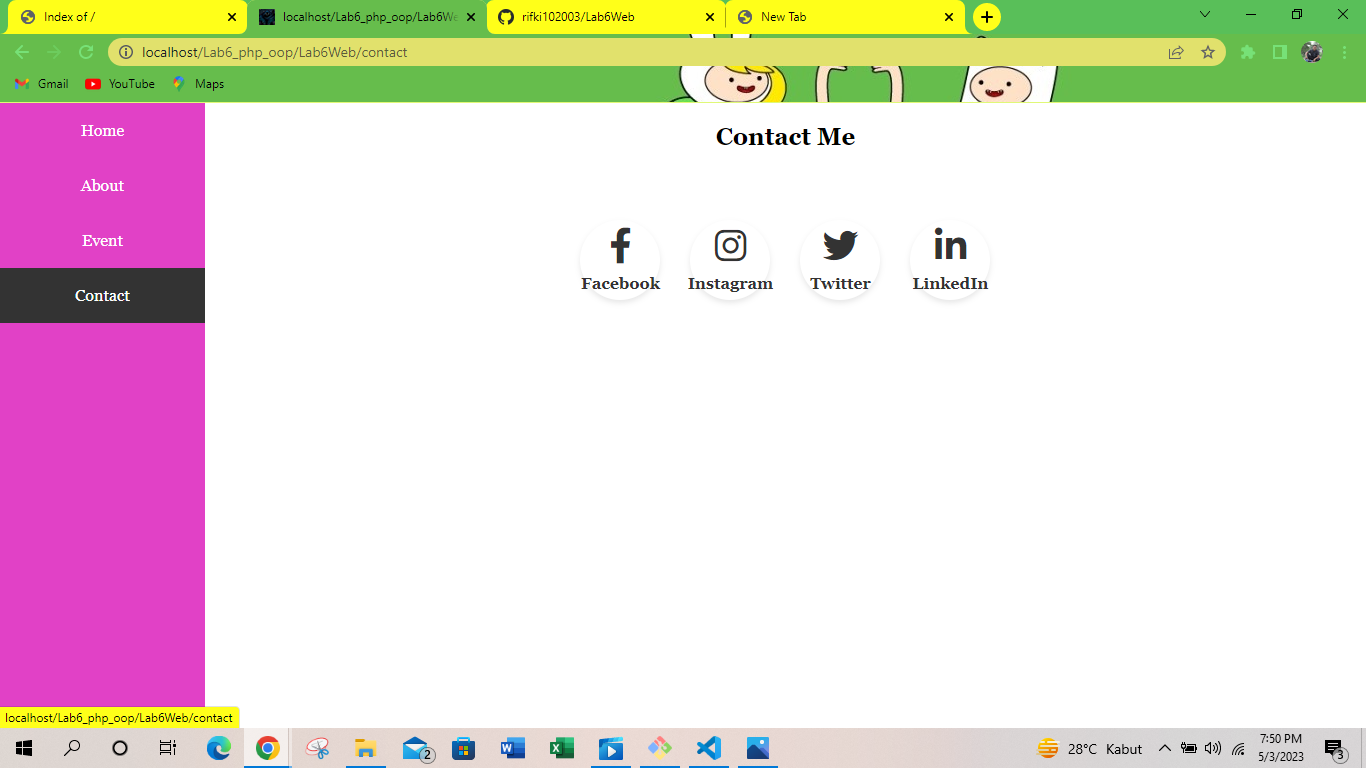 Index of /
localhost/Lab6_php_oop/Lab6We
rifki102003/Lab6Web
New Tab
localhost/Lab6_php_oop/Lab6Web/contact
Gmail
YouTube
Maps
Home
About
Event
Contact
Contact Me
Facebook
Instagram
Twitter
LinkedIn
localhost/Lab6_php_oop/Lab6Web/contact
2
28°C Kabut
7:50 PM
5/3/2023
3